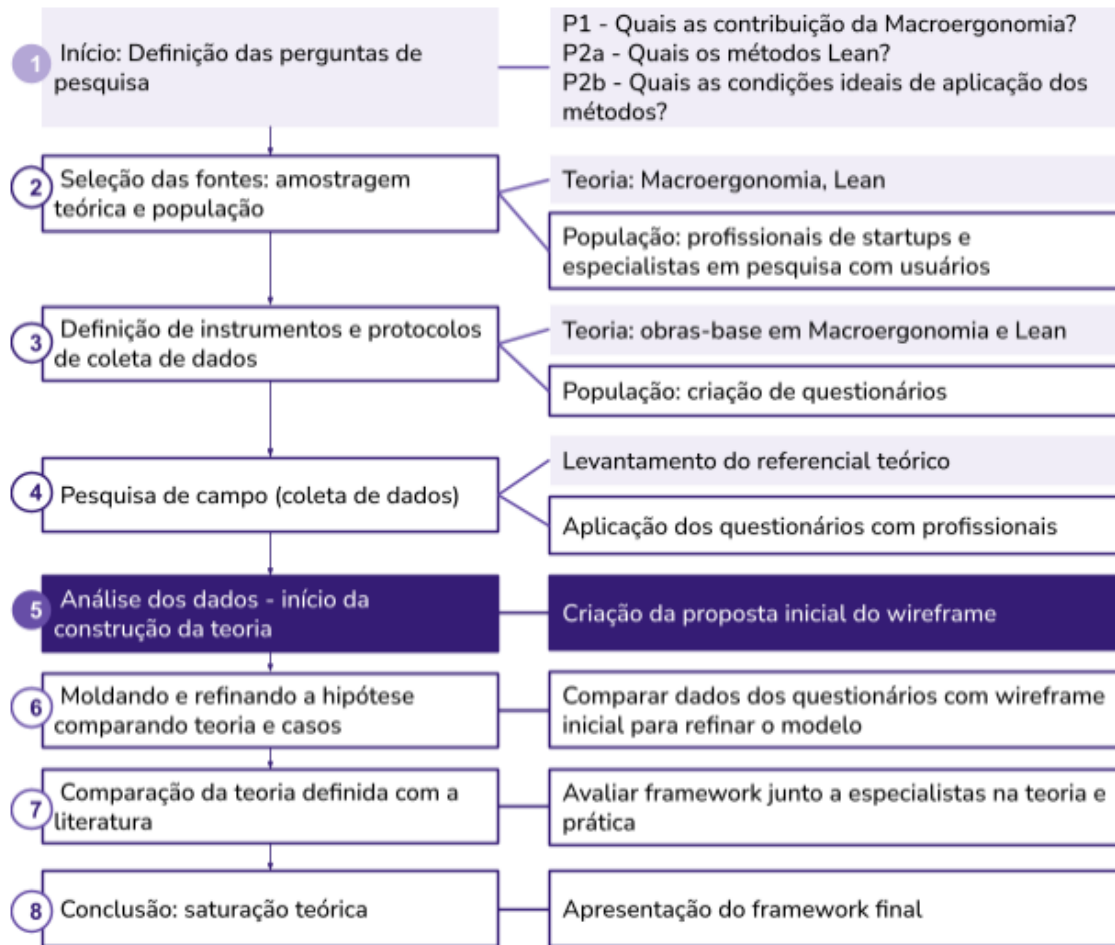 1
Início: Definição das perguntas de
pesquisa
P1 - Quais as contribuição da Macroergonomia?
P2a - Quais os métodos Lean?
P2b - Quais as condições ideais de aplicação dos
métodos?
2
Seleção das fontes: amostragem
teórica e população
Teoria: Macroergonomia, Lean
População: profissionais de startups e
especialistas em pesquisa com usuários
3
Definição de instrumentos e protocolos
de coleta de dados
Teoria: obras-base em Macroergonomia e Lean
População: criação de questionários
4
Pesquisa de campo (coleta de dados)
Levantamento do referencial teórico
Aplicação dos questionários com profissionais
5
Análise dos dados - início da
construção da teoria
Criação da proposta inicial do wireframe
6
Moldando e refinando a hipótese
comparando teoria e casos
Comparar dados dos questionários com wireframe
inicial para refinar o modelo
7
Comparação da teoria definida com a
literatura
Avaliar framework junto a especialistas na teoria e
prática
8
Conclusão: saturação teórica
Apresentação do framework final